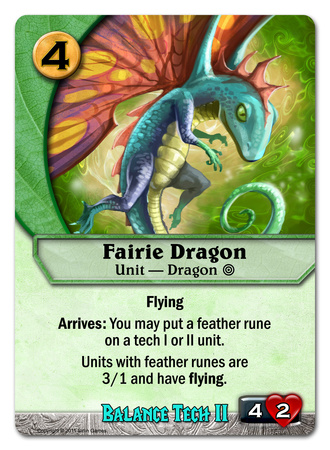 4
Fairie Dragon
Unit — Dragon
Flying
Arrives: You may put a feather rune
on a tech I or II unit.
Units with feather runes are
3/1 and have flying.
Balance Tech II
4 2